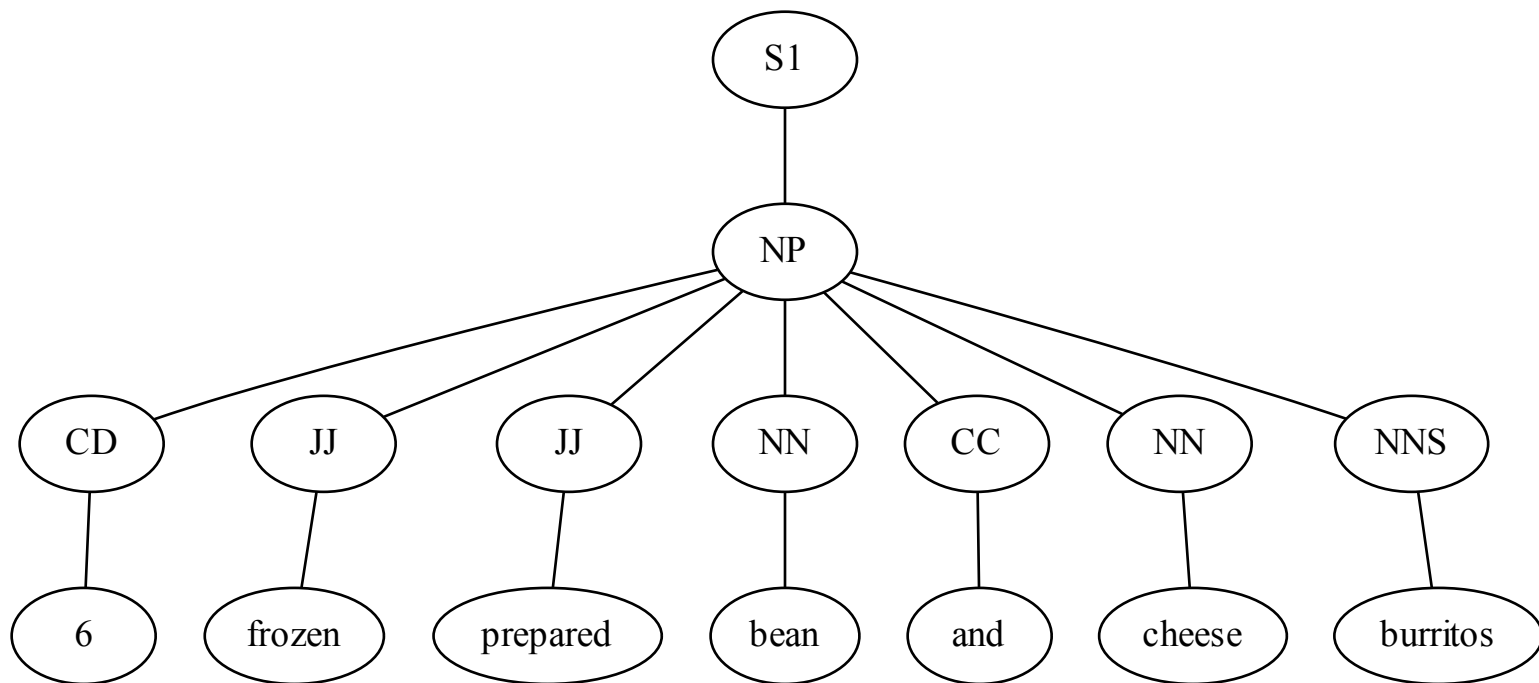 S1
NP
CD JJ JJ NN CC NN NNS
6 frozen prepared bean and cheese burritos